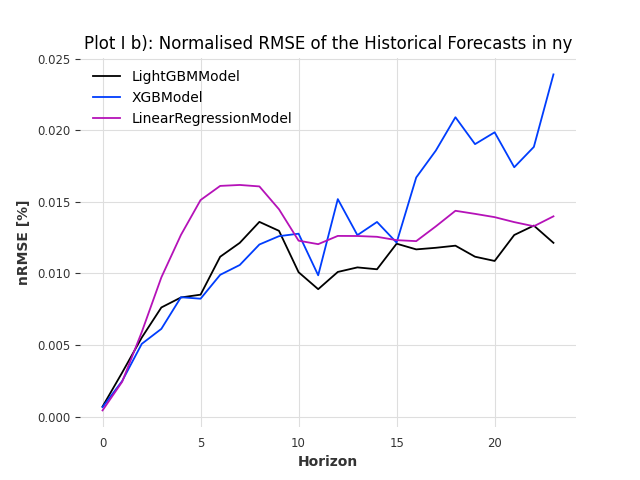 Plot I b): Normalised RMSE of the Historical Forecasts in ny
LightGBMModel
XGBModel
LinearRegressionModel
nRMSE [%]
0.025
0.020
0.015
0.010
0.005
0.000
0 5 10 15 20
Horizon